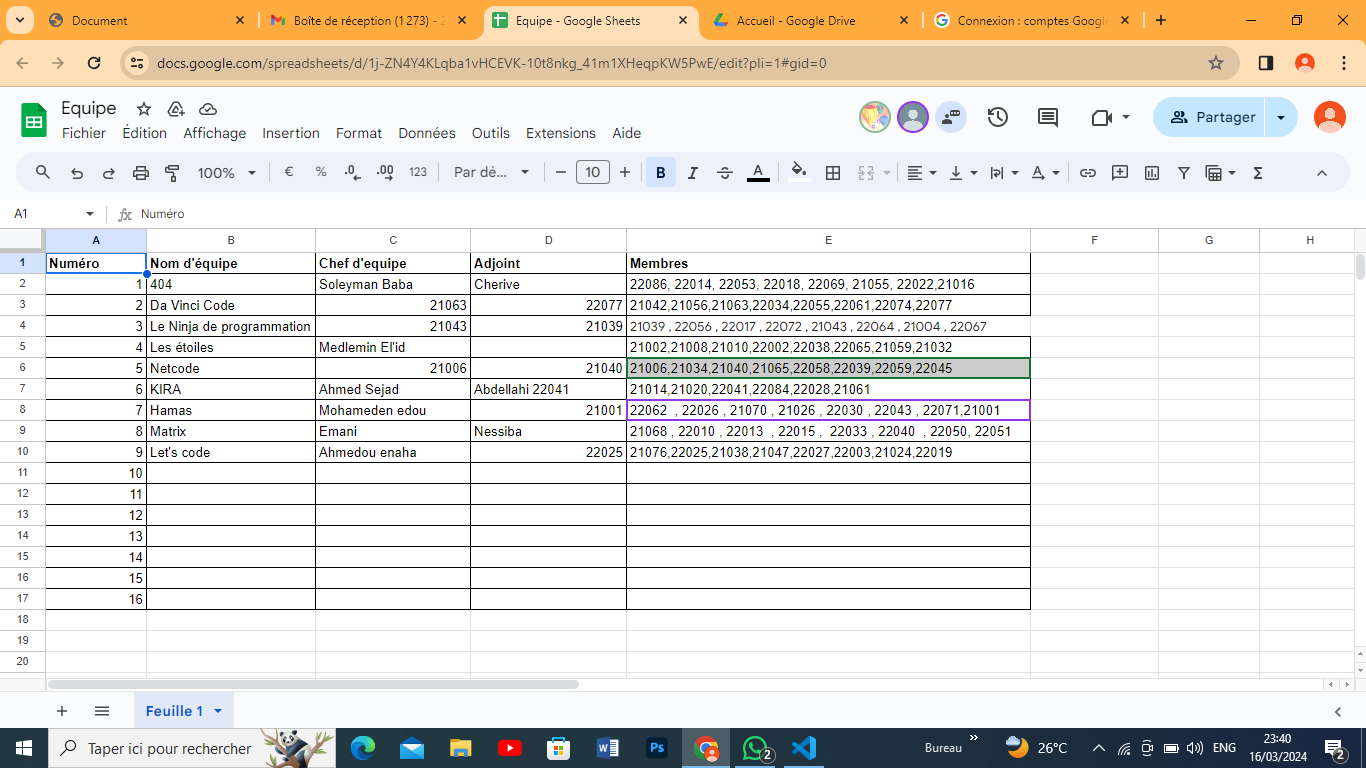 Document
Boîte de réception (1 273) - 2
Equipe - Google Sheets
Accueil - Google Drive
Connexion : comptes Google
docs.google.com/spreadsheets/d/1j-ZN4Y4KLqba1vHCEVK-10t8nkg_41m1XHeqpKW5PwE/edit?pli=1#gid=0
Equipe
Fichier Édition Affichage Insertion Format Données Outils Extensions Aide
Partager
100% € % .0 .00 123 Par dé... 10 B I A
A1 fx Numéro
A B C D E F G H
1 Numéro Nom d'équipe Chef d'equipe Adjoint Membres
2 1 404 Soleyman Baba Cherive 22086, 22014, 22053, 22018, 22069, 21055, 22022,21016
3 2 Da Vinci Code 21063 22077 21042,21056,21063,22034,22055,22061,22074,22077
4 3 Le Ninja de programmation 21043 21039 21039 , 22056 , 22017 , 22072 , 21043 , 22064 , 21004 , 22067
5 4 Les étoiles Medlemin El'id 21002,21008,21010,22002,22038,22065,21059,21032
6 5 Netcode 21006 21040 21006,21034,21040,21065,22058,22039,22059,22045
7 6 KIRA Ahmed Sejad Abdellahi 22041 21014,21020,22041,22084,22028,21061
8 7 Hamas Mohameden edou 21001 22062 , 22026 , 21070 , 21026 , 22030 , 22043 , 22071,21001
9 8 Matrix Emani Nessiba 21068 , 22010 , 22013 , 22015 , 22033 , 22040 , 22050, 22051
10 9 Let's code Ahmedou enaha 22025 21076,22025,21038,21047,22027,22003,21024,22019
11 10
12 11
13 12
14 13
15 14
16 15
17 16
18
19
20
Feuille 1
Taper ici pour rechercher
Bureau
26°C
ENG
23:40
16/03/2024
2
2